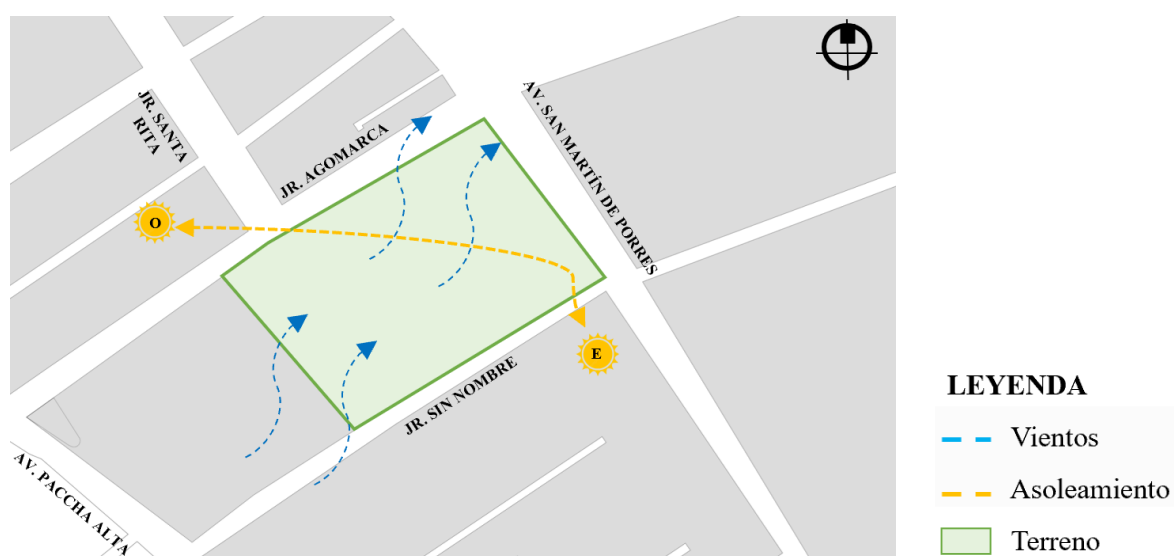 JR. SANTA
RITA
JR. AGOMARCA
AV. SAN MARTÍN DE PORRES
O
E
JR. SIN NOMBRE
AV. PACCHA ALTA
LEYENDA
Vientos
Asoleamiento
Terreno